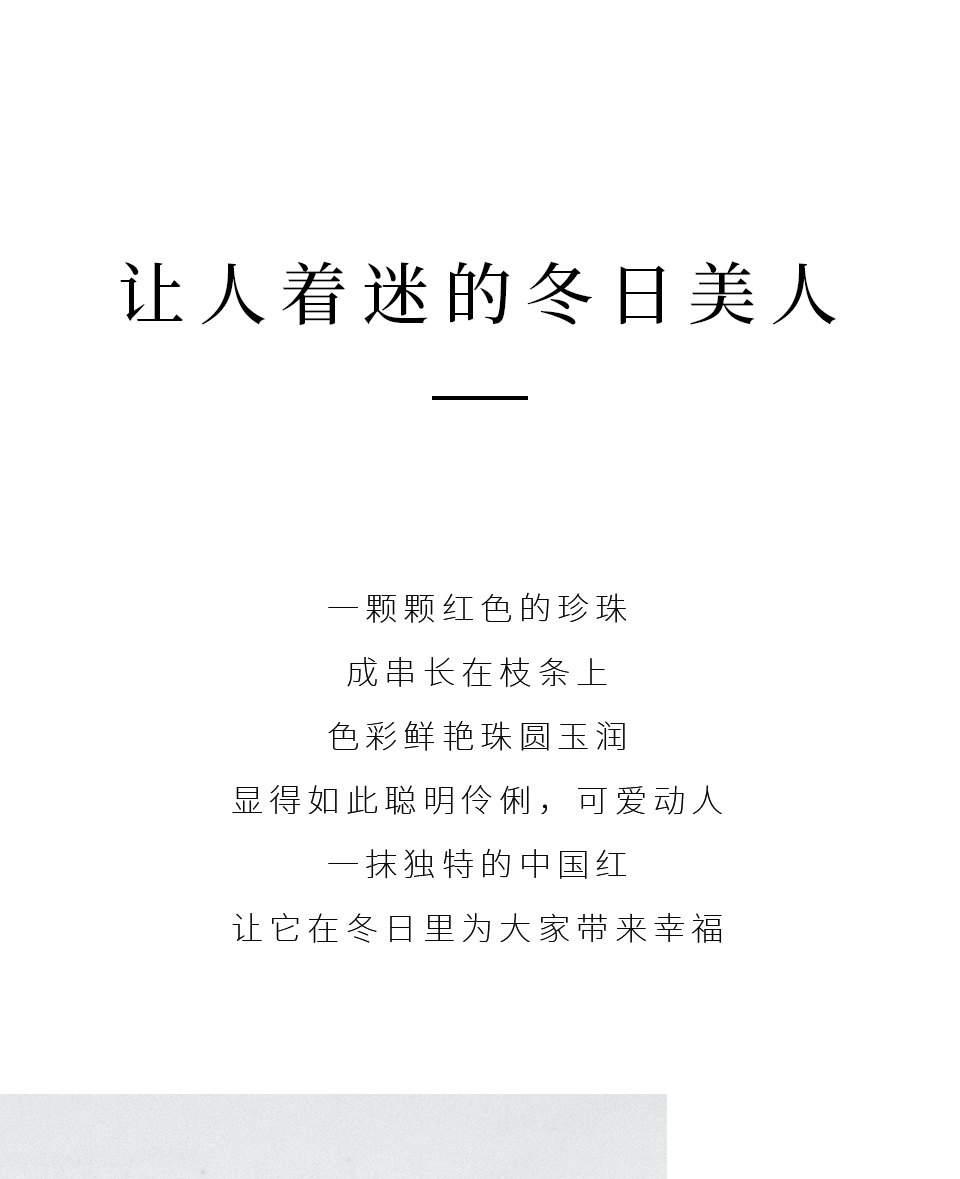 让人着迷的冬日美人
一颗颗红色的珍珠
成串长在枝条上
色彩鲜艳珠圆玉润
显得如此聪明伶俐，可爱动人
一抹独特的中国红
让它在冬日里为大家带来幸福